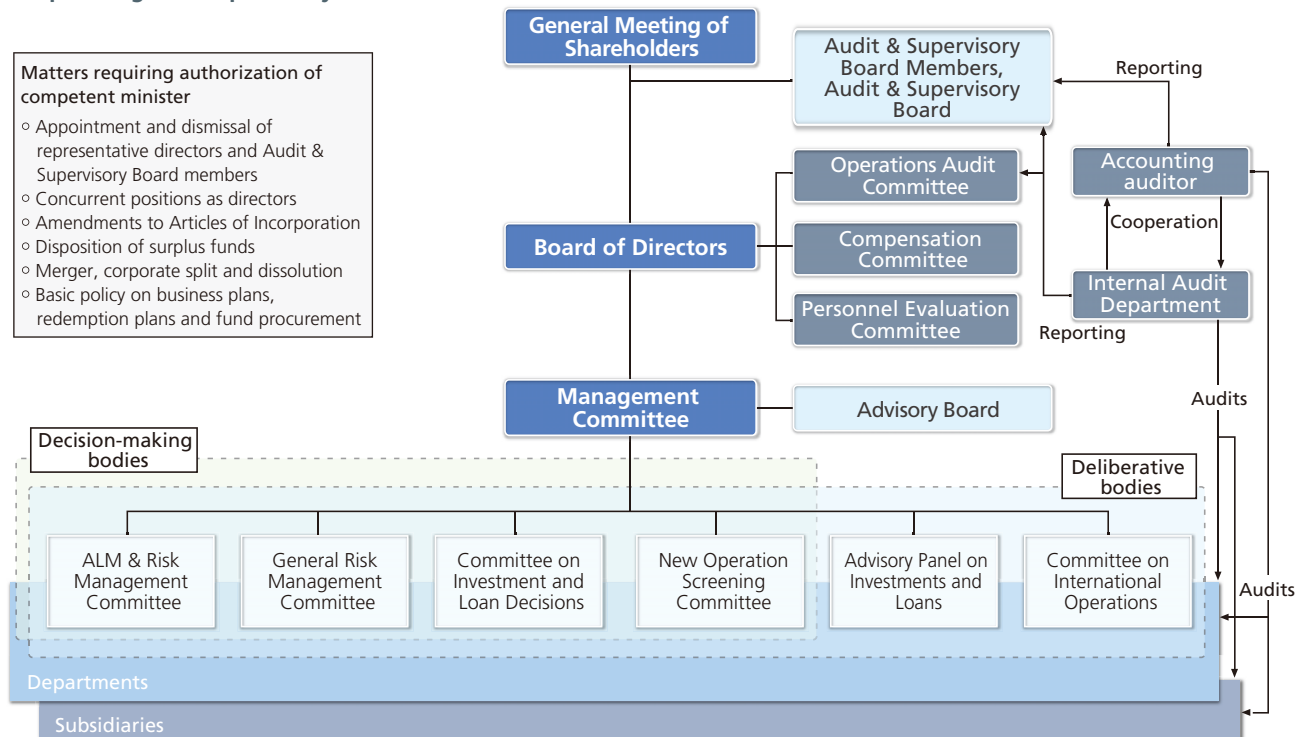 General Meeting of
Shareholders
Matters requiring authorization of
competent minister
Appointment and dismissal of
representative directors and Audit &
Supervisory Board members
Concurrent positions as directors
Amendments to Articles of Incorporation
Disposition of surplus funds
Merger, corporate split and dissolution
Basic policy on business plans,
redemption plans and fund procurement
Audit & Supervisory
Board Members,
Audit & Supervisory
Board
Reporting
Operations Audit
Committee
Accounting
auditor
Cooperation
Board of Directors
Compensation
Committee
Internal Audit
Department
Personnel Evaluation
Committee
Reporting
Management
Committee
Advisory Board
Audits
Decision-making
bodies
Deliberative
bodies
ALM & Risk
Management
Committee
General Risk
Management
Committee
Committee on
Investment and
Loan Decisions
New Operation
Screening
Committee
Advisory Panel on
Investments and
Loans
Committee on
International
Operations
Audits
Departments
Subsidiaries